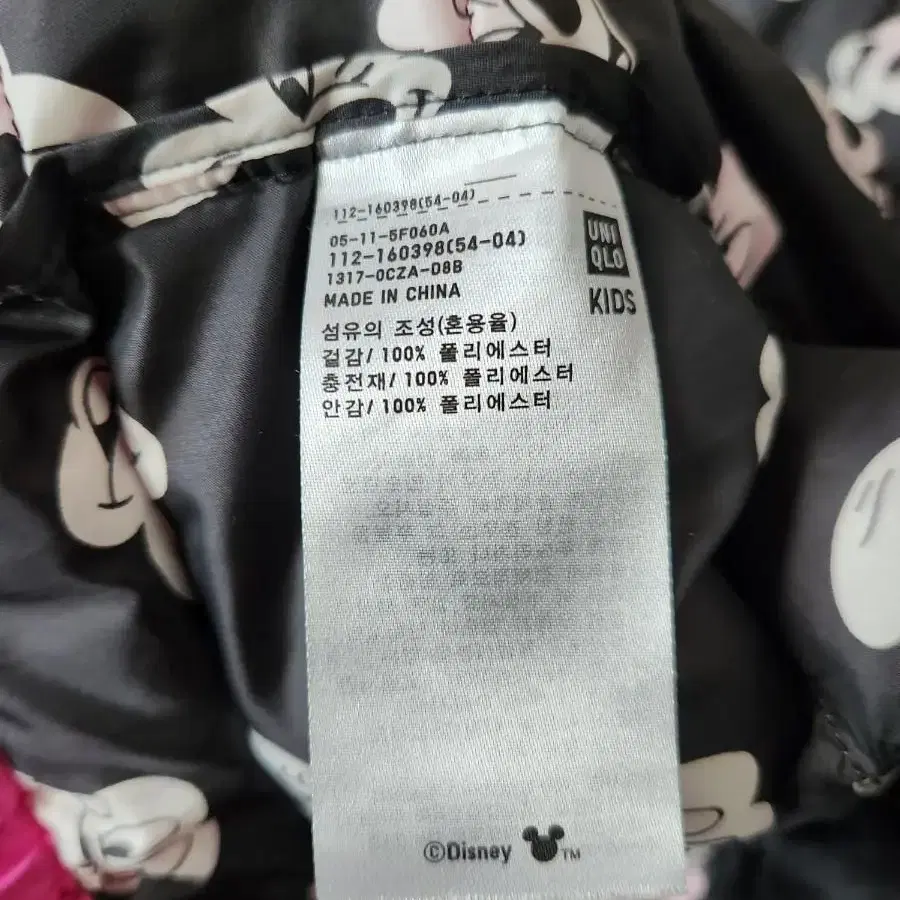 112-160398(54-04)
05-11-5F060A
112-160398(54-04)
1317-0CZA-08B
MADE IN CHINA
UNI
QLO
KIDS
섬유의 조성(혼용율)
겉감/ 100% 폴리에스터
충전재/ 100% 폴리에스터
안감/ 100% 폴리에스터
©Disney TM